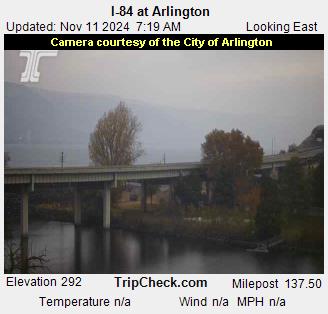 I-84 at Arlington
Updated: Nov 11 2024 7:19 AM Looking East
Camera courtesy of the City of Arlington
Elevation 292 TripCheck.com Milepost 137.50
Temperature n/a Wind n/a MPH n/a